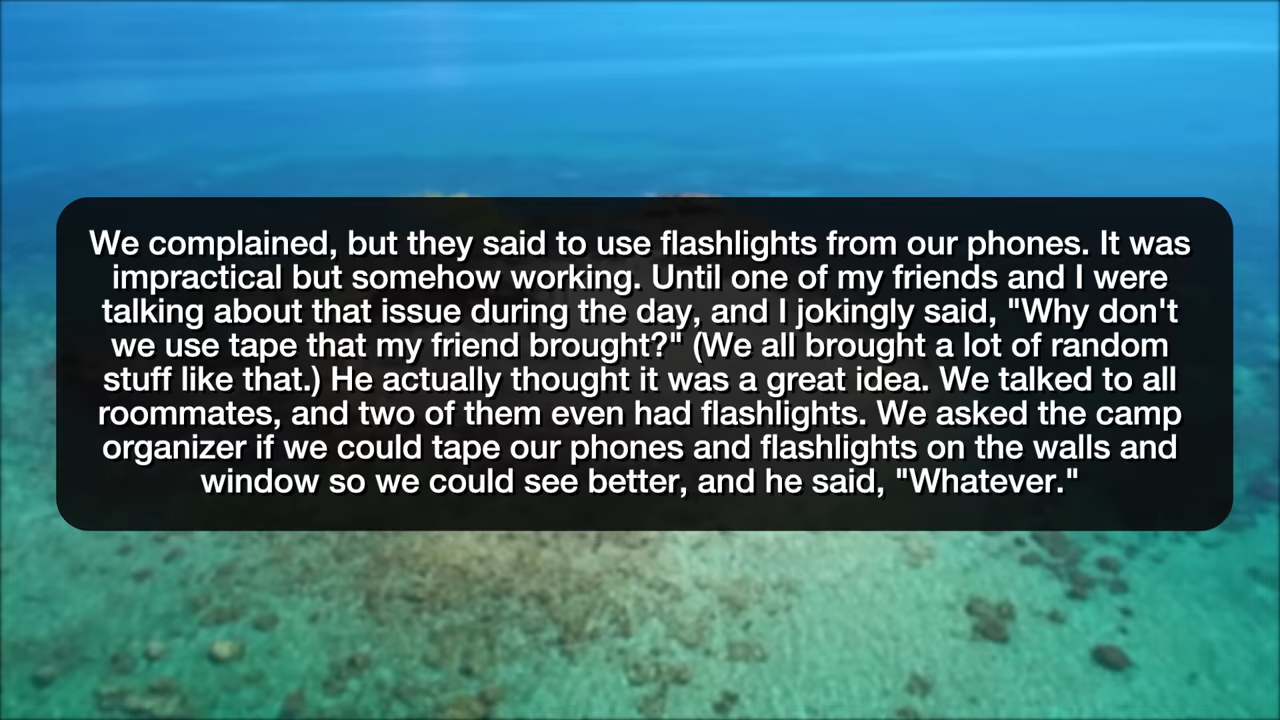 We complained, but they said to use flashlights from our phones. It was
impractical but somehow working. Until one of my friends and I were
talking about that issue during the day, and I jokingly said, "Why don't
we use tape that my friend brought?" (We all brought a lot of random
stuff like that.) He actually thought it was a great idea. We talked to all
roommates, and two of them even had flashlights. We asked the camp
organizer if we could tape our phones and flashlights on the walls and
window so we could see better, and he said, "Whatever."